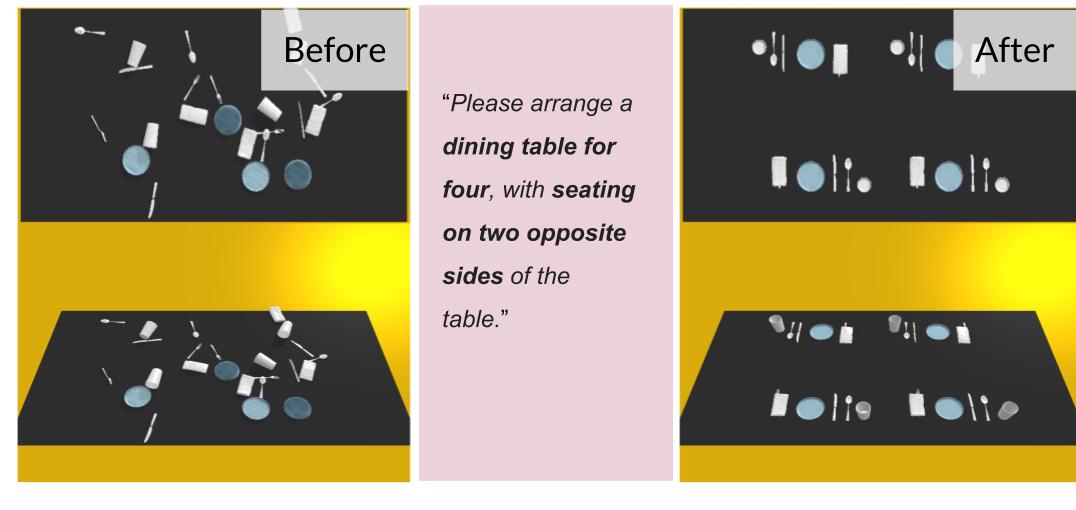 Before
“Please arrange a
dining table for
four, with seating
on two opposite
sides of the
table.”
After